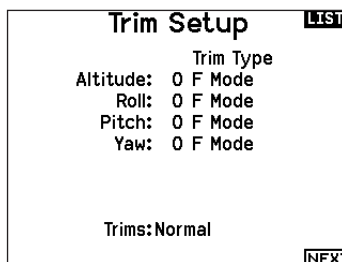 Trim Setup
LIST
Trim Type
Altitude: 0 F Mode
Roll: 0 F Mode
Pitch: 0 F Mode
Yaw: 0 F Mode
Trims:Normal
NEXT